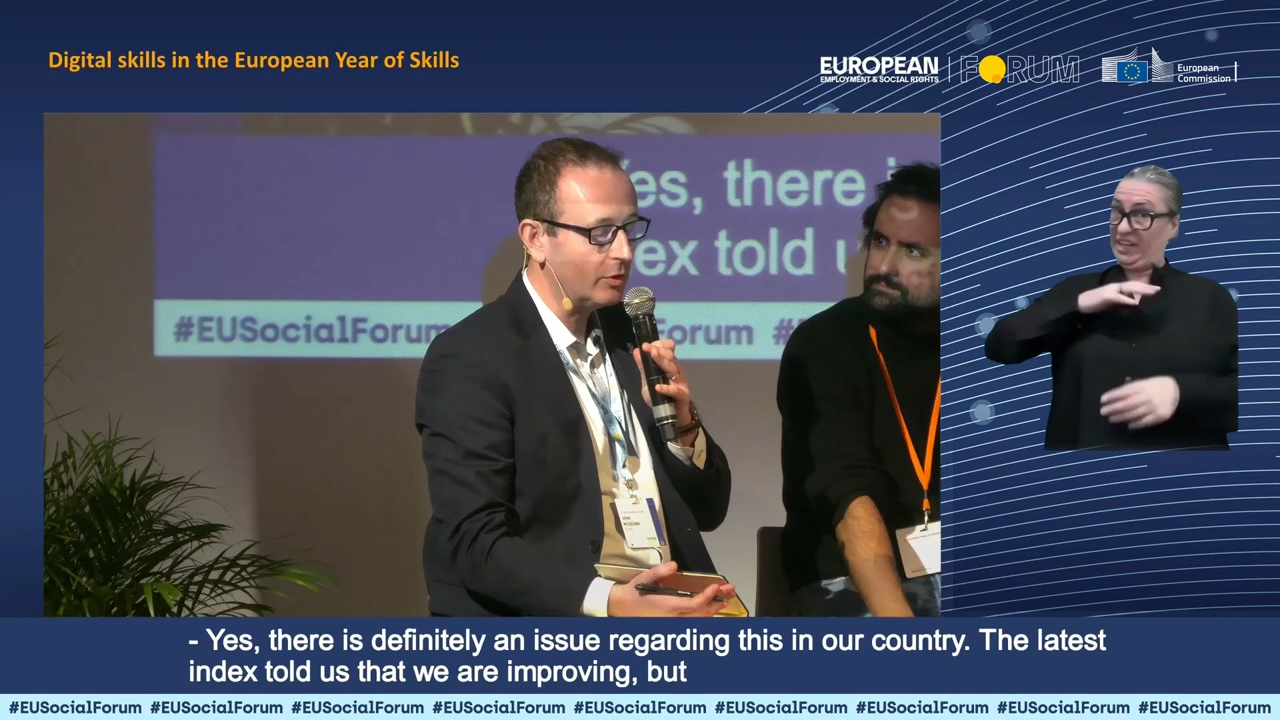 Digital skills in the European Year of Skills
EUROPEAN
EMPLOYMENT & SOCIAL RIGHTS
FORUM
European
Commission
es, there i
ex told u
#EUSocialForum
orum #
- Yes, there is definitely an issue regarding this in our country. The latest
index told us that we are improving, but
#EUSocialForum #EUSocialForum #EUSocialForum #EUSocialForum #EUSocialForum #EUSocialForum #EUSocialForum #EUSocialForum #EUSocialForum